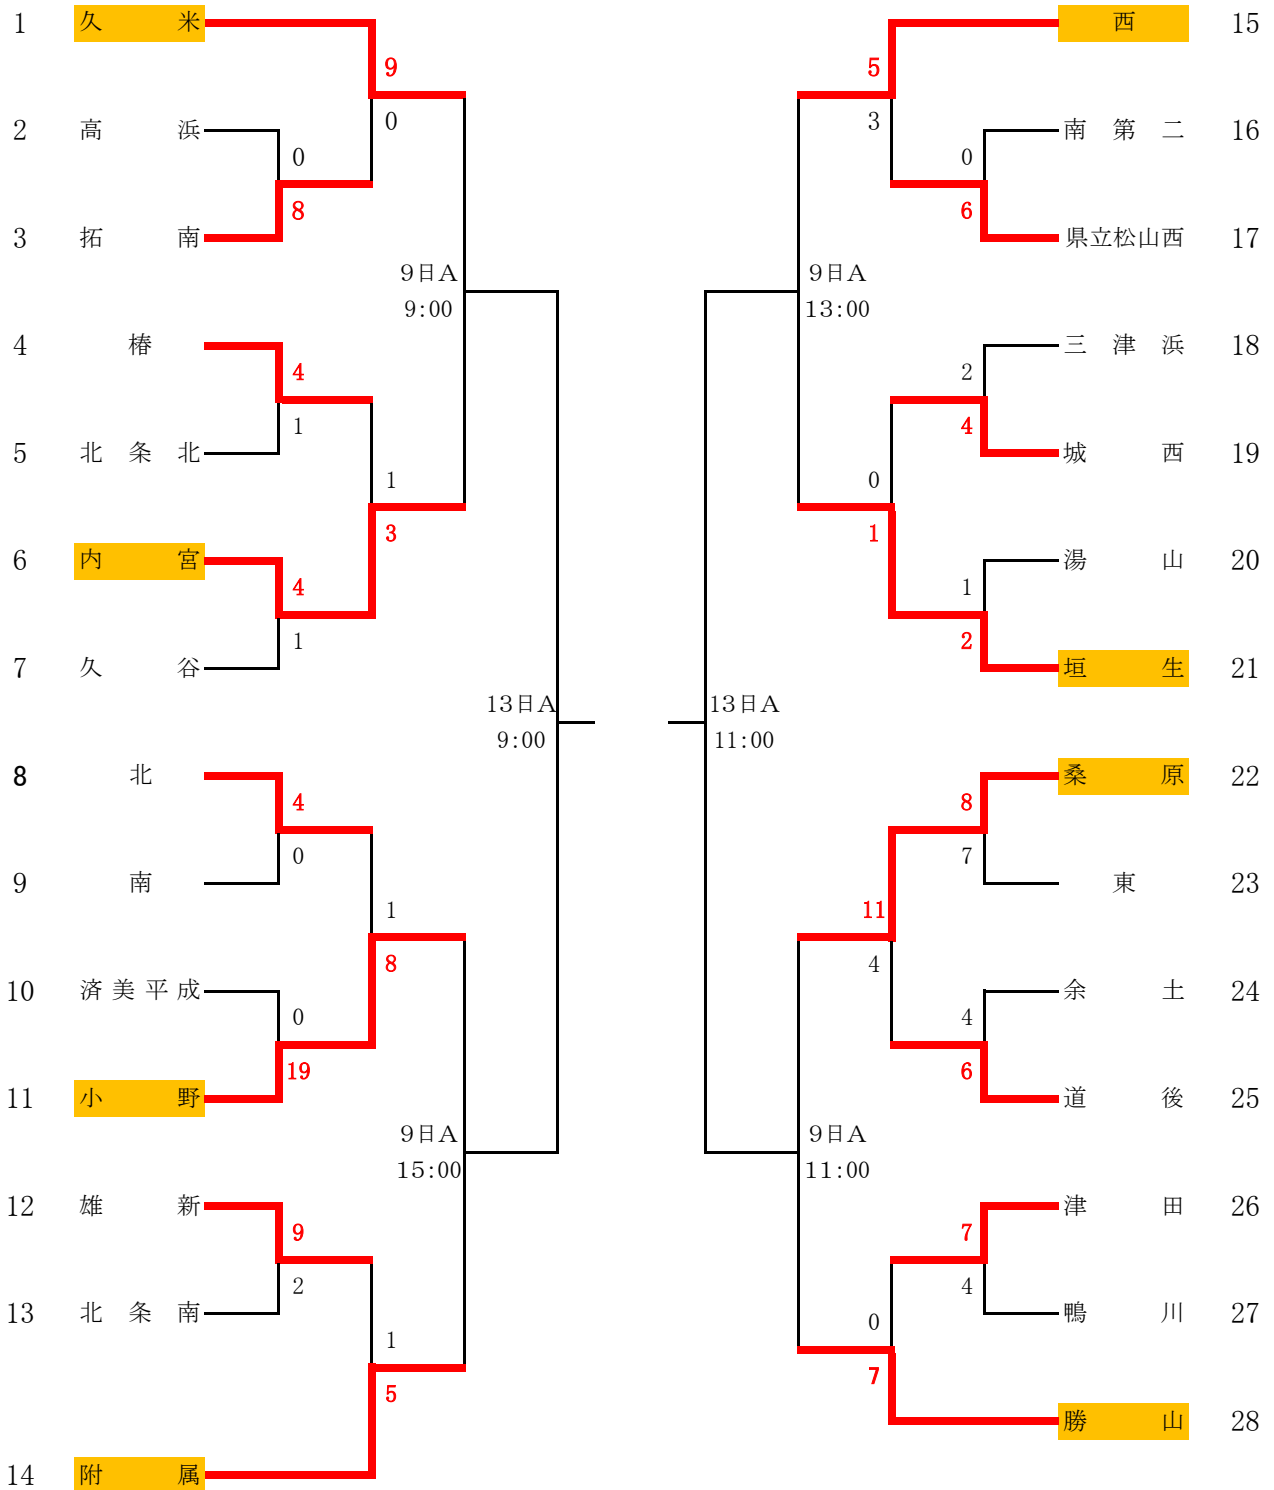 1 久米
9
0
2 高浜
0
8
3 拓南
9日A
9:00
4 椿
4
1
5 北条北
1
3
6 内宮
4
1
7 久谷
13日A
9:00
8 北
4
0
9 南
1
8
10 済美平成
0
19
11 小野
9日A
15:00
12 雄新
9
2
13 北条南
1
5
14 附属
西 15
5
3
南第二 16
0
6
県立松山西 17
9日A
13:00
三津浜 18
2
4
城西 19
0
1
湯山 20
1
2
垣生 21
13日A
11:00
桑原 22
8
7
東 23
11
4
余土 24
4
6
道後 25
9日A
11:00
津田 26
7
4
鴨川 27
0
7
勝山 28